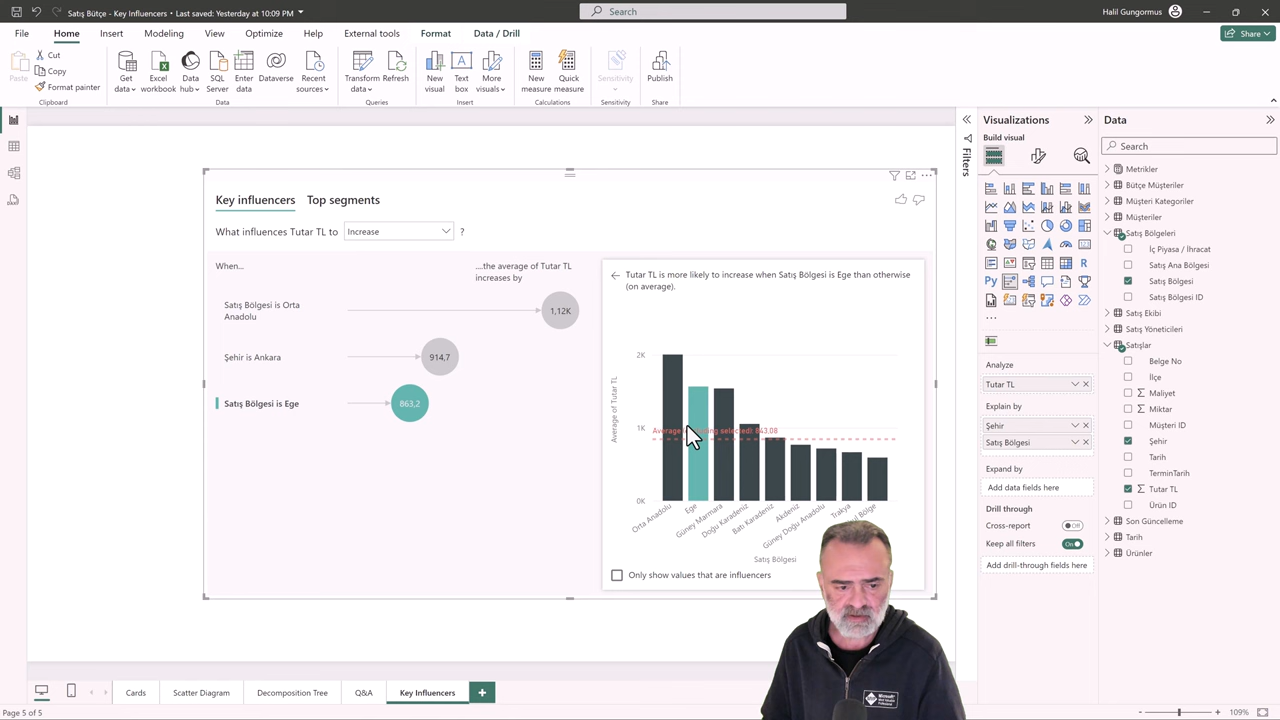 Satış Bütçe - Key Influencers • Last saved: Yesterday at 10:09 PM
Search
Halil Gungormus
File Home Insert Modeling View Optimize Help External tools Format Data / Drill
Share
Paste
Cut
Copy
Format painter
Get data
Excel workbook
Data hub
SQL Server
Enter data
Dataverse
Recent sources
Transform data
Refresh
New visual
Text box
More visuals
New measure
Quick measure
Sensitivity
Publish
Clipboard
Data
Queries
Insert
Calculations
Sensitivity
Share
Key influencers Top segments
What influences Tutar TL to Increase ?
When...
...the average of Tutar TL
increases by
Satış Bölgesi is Orta
Anadolu
1,12K
Şehir is Ankara
914,7
Satış Bölgesi is Ege
863,2
Tutar TL is more likely to increase when Satış Bölgesi is Ege than otherwise
(on average).
Average of Tutar TL
2K
1K
0K
Orta Anadolu
Ege
Güney Marmara
Doğu Karadeniz
Batı Karadeniz
Akdeniz
Güney Doğu Anadolu
Trakya
Satış Bölgesi
Only show values that are influencers
Filters
Visualizations
Build visual
Analyze
Tutar TL
Explain by
Şehir
Satış Bölgesi
Expand by
Add data fields here
Drill through
Cross-report
Off
Keep all filters
On
Add drill-through fields here
Data
Search
Metrikler
Bütçe Müşteriler
Müşteri Kategoriler
Müşteriler
Satış Bölgeleri
İç Piyasa / İhracat
Satış Ana Bölgesi
Satış Bölgesi
Satış Bölgesi ID
Satış Ekibi
Satış Yöneticileri
Satışlar
Belge No
İlçe
Maliyet
Miktar
Müşteri ID
Şehir
Tarih
TerminTarih
Tutar TL
Ürün ID
Son Güncelleme
Tarih
Ürünler
Cards
Scatter Diagram
Decomposition Tree
Q&A
Key Influencers
Page 5 of 5
109%